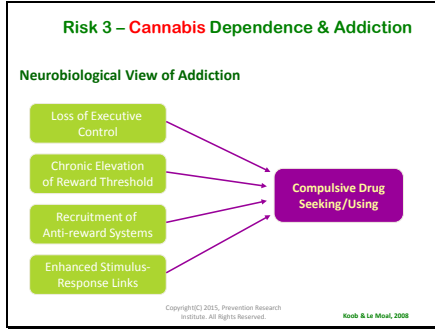 Risk 3 – Cannabis Dependence & Addiction
Neurobiological View of Addiction
Loss of Executive
Control
Chronic Elevation
of Reward Threshold
Recruitment of
Anti-reward Systems
Enhanced Stimulus-
Response Links
Compulsive Drug
Seeking/Using
Copyright(C) 2015, Prevention Research
Institute. All Rights Reserved.
Koob & Le Moal, 2008